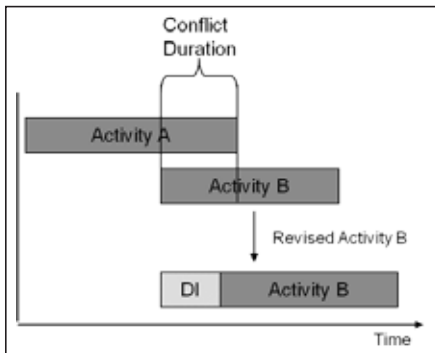 Conflict
Duration
Activity A
Activity B
Revised Activity B
DI
Activity B
Time